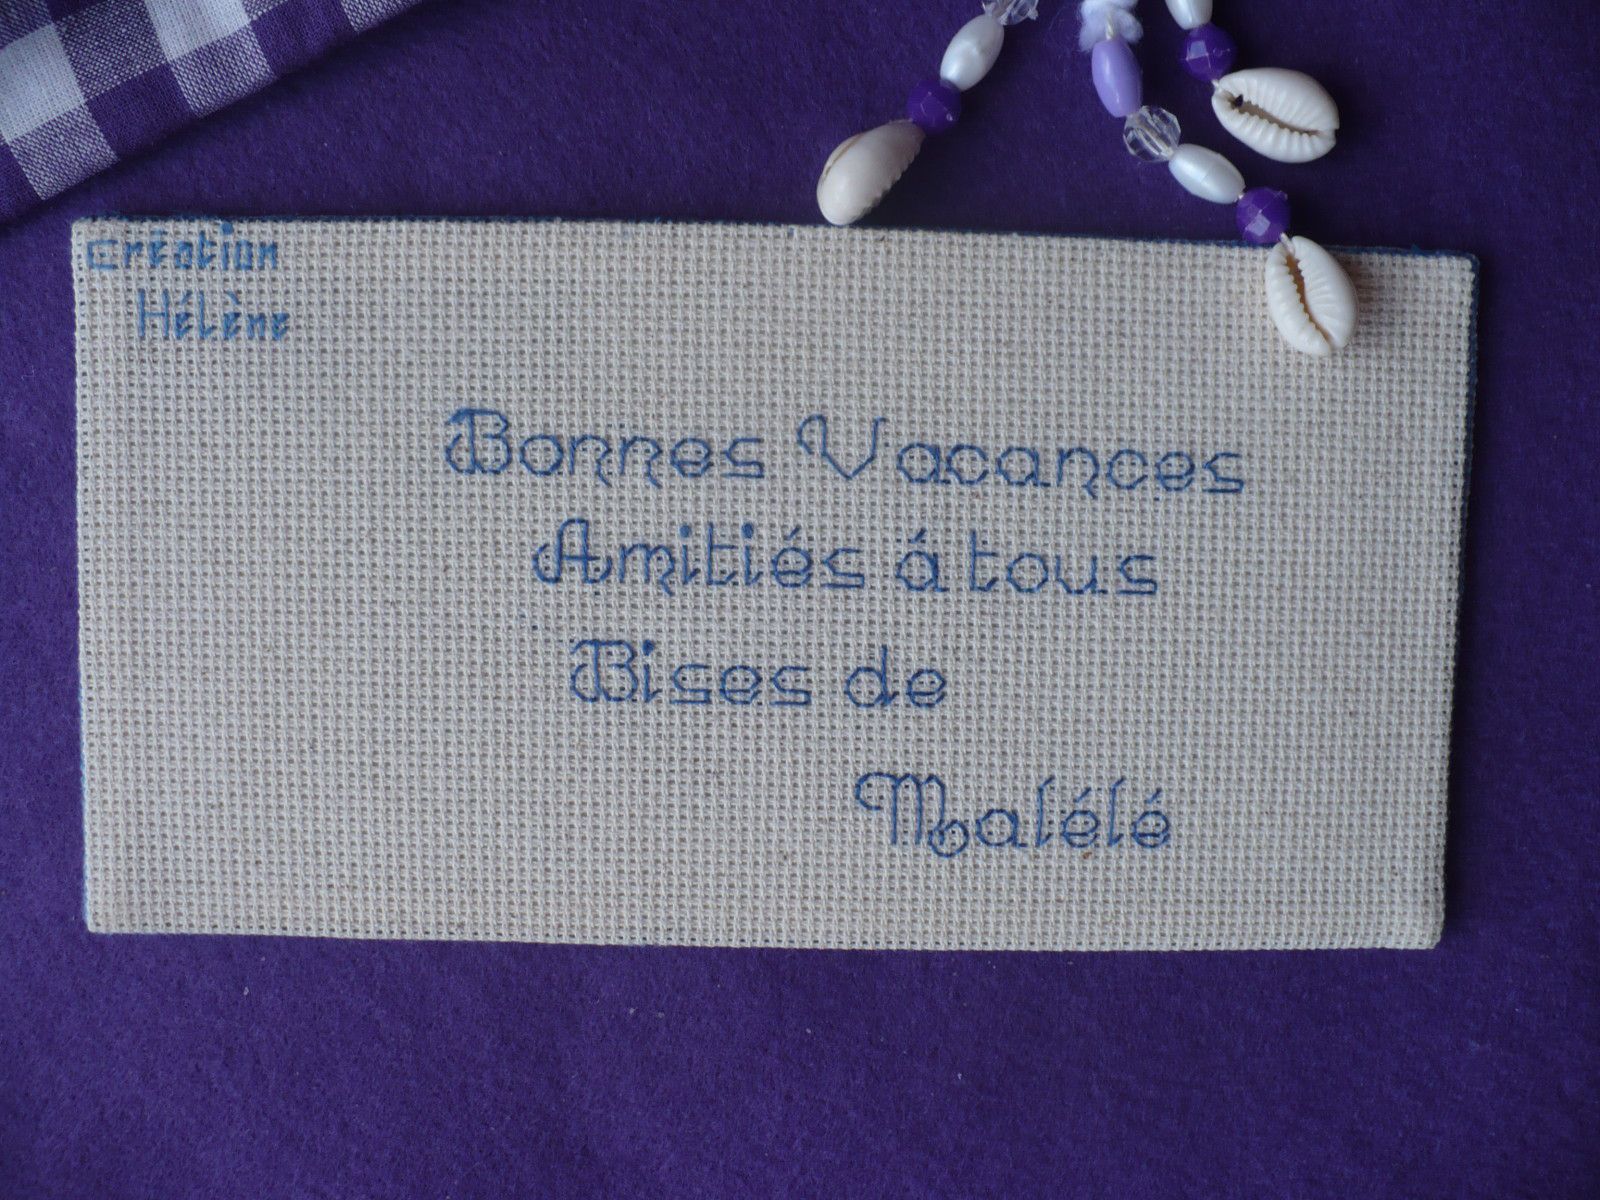 Création
Hélène
Bonnes Vacances
Amitiés á tous
Bises de
Malélé